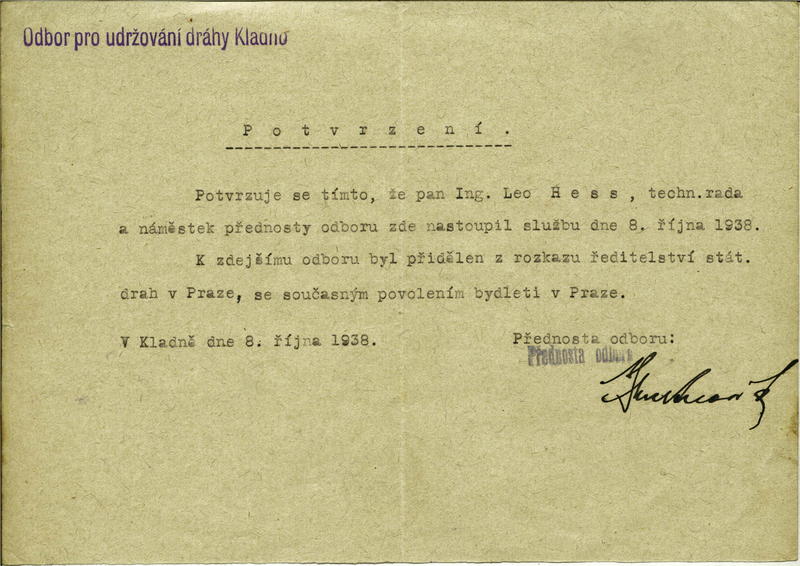 Odbor pro udržování dráhy Kladno
P o t v r z e n í .
Potvrzuje se tímto, že pan Ing. Leo H e s s , techn.rada
a náměstek přednosty odboru zde nastoupil službu dne 8. října 1938.
K zdejšímu odboru byl přidělen z rozkazu ředitelství stát.
drah v Praze, se současným povolením bydleti v Praze.
V Kladně dne 8. října 1938.
Přednosta odboru:
Přednosta odboru